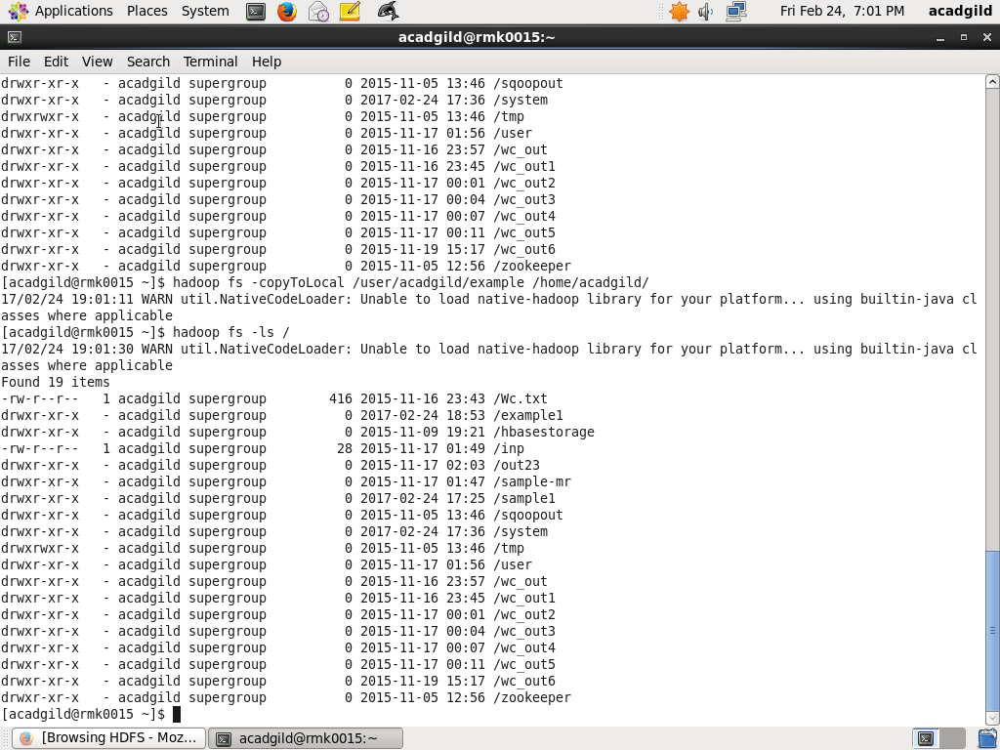 Applications Places System Fri Feb 24, 7:01 PM acadgild
acadgild@rmk0015:~
File Edit View Search Terminal Help
drwxr-xr-x   - acadgild supergroup          0 2015-11-05 13:46 /sqoopout
drwxr-xr-x   - acadgild supergroup          0 2017-02-24 17:36 /system
drwxrwxr-x   - acadgild supergroup          0 2015-11-05 13:46 /tmp
drwxr-xr-x   - acadgild supergroup          0 2015-11-17 01:56 /user
drwxr-xr-x   - acadgild supergroup          0 2015-11-16 23:57 /wc_out
drwxr-xr-x   - acadgild supergroup          0 2015-11-16 23:45 /wc_out1
drwxr-xr-x   - acadgild supergroup          0 2015-11-17 00:01 /wc_out2
drwxr-xr-x   - acadgild supergroup          0 2015-11-17 00:04 /wc_out3
drwxr-xr-x   - acadgild supergroup          0 2015-11-17 00:07 /wc_out4
drwxr-xr-x   - acadgild supergroup          0 2015-11-17 00:11 /wc_out5
drwxr-xr-x   - acadgild supergroup          0 2015-11-19 15:17 /wc_out6
drwxr-xr-x   - acadgild supergroup          0 2015-11-05 12:56 /zookeeper
[acadgild@rmk0015 ~]$ hadoop fs -copyToLocal /user/acadgild/example /home/acadgild/
17/02/24 19:01:11 WARN util.NativeCodeLoader: Unable to load native-hadoop library for your platform... using builtin-java cl
asses where applicable
[acadgild@rmk0015 ~]$ hadoop fs -ls /
17/02/24 19:01:30 WARN util.NativeCodeLoader: Unable to load native-hadoop library for your platform... using builtin-java cl
asses where applicable
Found 19 items
-rw-r--r--   1 acadgild supergroup        416 2015-11-16 23:43 /Wc.txt
drwxr-xr-x   - acadgild supergroup          0 2017-02-24 18:53 /example1
drwxr-xr-x   - acadgild supergroup          0 2015-11-09 19:21 /hbasestorage
-rw-r--r--   1 acadgild supergroup         28 2015-11-17 01:49 /inp
drwxr-xr-x   - acadgild supergroup          0 2015-11-17 02:03 /out23
drwxr-xr-x   - acadgild supergroup          0 2015-11-17 01:47 /sample-mr
drwxr-xr-x   - acadgild supergroup          0 2017-02-24 17:25 /sample1
drwxr-xr-x   - acadgild supergroup          0 2015-11-05 13:46 /sqoopout
drwxr-xr-x   - acadgild supergroup          0 2017-02-24 17:36 /system
drwxrwxr-x   - acadgild supergroup          0 2015-11-05 13:46 /tmp
drwxr-xr-x   - acadgild supergroup          0 2015-11-17 01:56 /user
drwxr-xr-x   - acadgild supergroup          0 2015-11-16 23:57 /wc_out
drwxr-xr-x   - acadgild supergroup          0 2015-11-16 23:45 /wc_out1
drwxr-xr-x   - acadgild supergroup          0 2015-11-17 00:01 /wc_out2
drwxr-xr-x   - acadgild supergroup          0 2015-11-17 00:04 /wc_out3
drwxr-xr-x   - acadgild supergroup          0 2015-11-17 00:07 /wc_out4
drwxr-xr-x   - acadgild supergroup          0 2015-11-17 00:11 /wc_out5
drwxr-xr-x   - acadgild supergroup          0 2015-11-19 15:17 /wc_out6
drwxr-xr-x   - acadgild supergroup          0 2015-11-05 12:56 /zookeeper
[acadgild@rmk0015 ~]$
[Browsing HDFS - Moz... acadgild@rmk0015:~